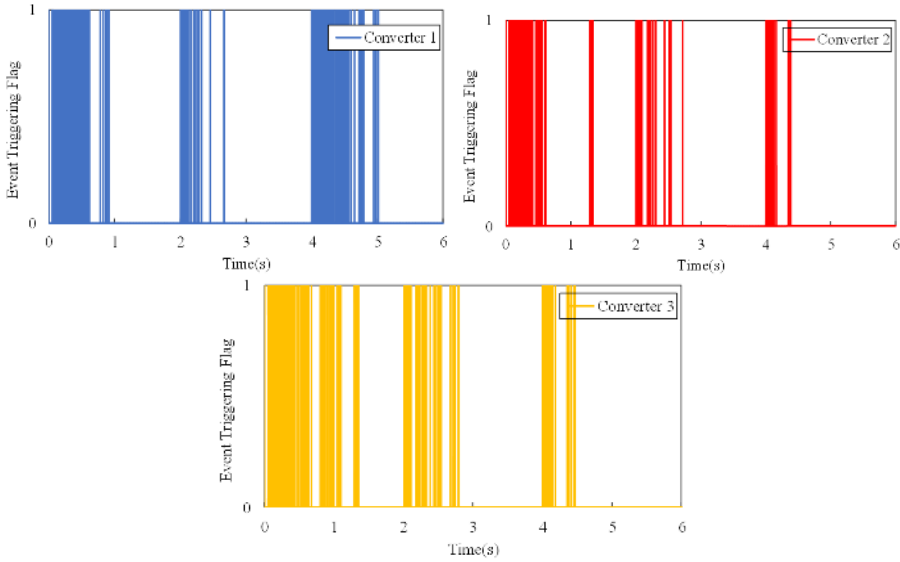 1
Converter 1
Event Triggering Flag
0
0 1 2 3 4 5 6
Time(s)
1
Converter 2
Event Triggering Flag
0
0 1 2 3 4 5 6
Time(s)
1
Converter 3
Event Triggering Flag
0
0 1 2 3 4 5 6
Time(s)